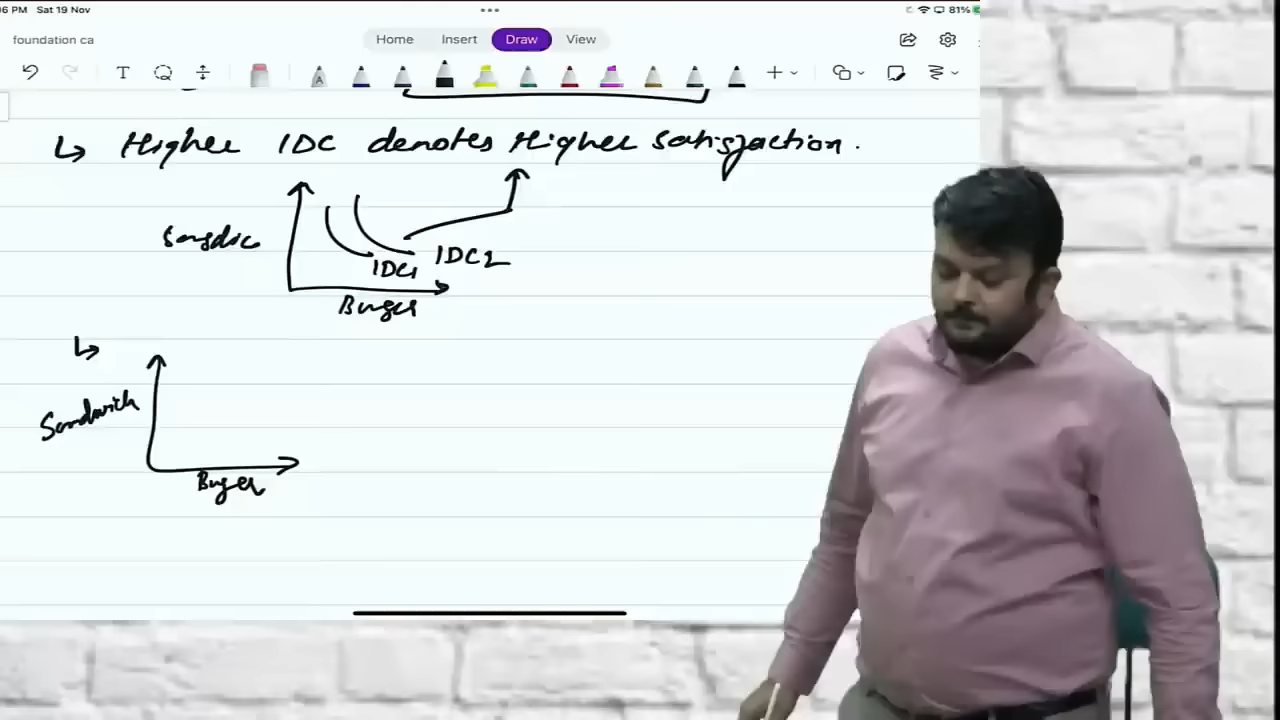 6 PM Sat 19 Nov
81%
foundation ca
Home Insert Draw View
T
A
↳ Higher IDC denotes Higher Satisfaction.
IDC1 IDC2
Burger
↳
Sandwich
Burger